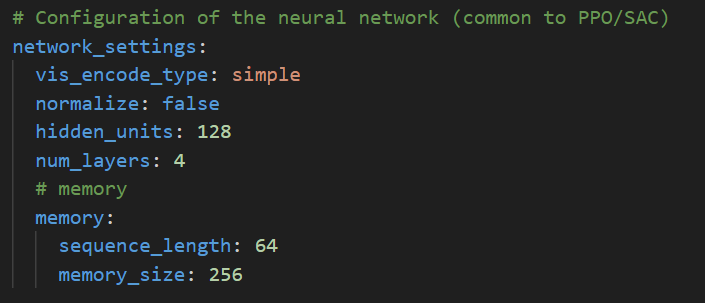 # Configuration of the neural network (common to PPO/SAC)
network_settings:
  vis_encode_type: simple
  normalize: false
  hidden_units: 128
  num_layers: 4
  # memory
  memory:
    sequence_length: 64
    memory_size: 256